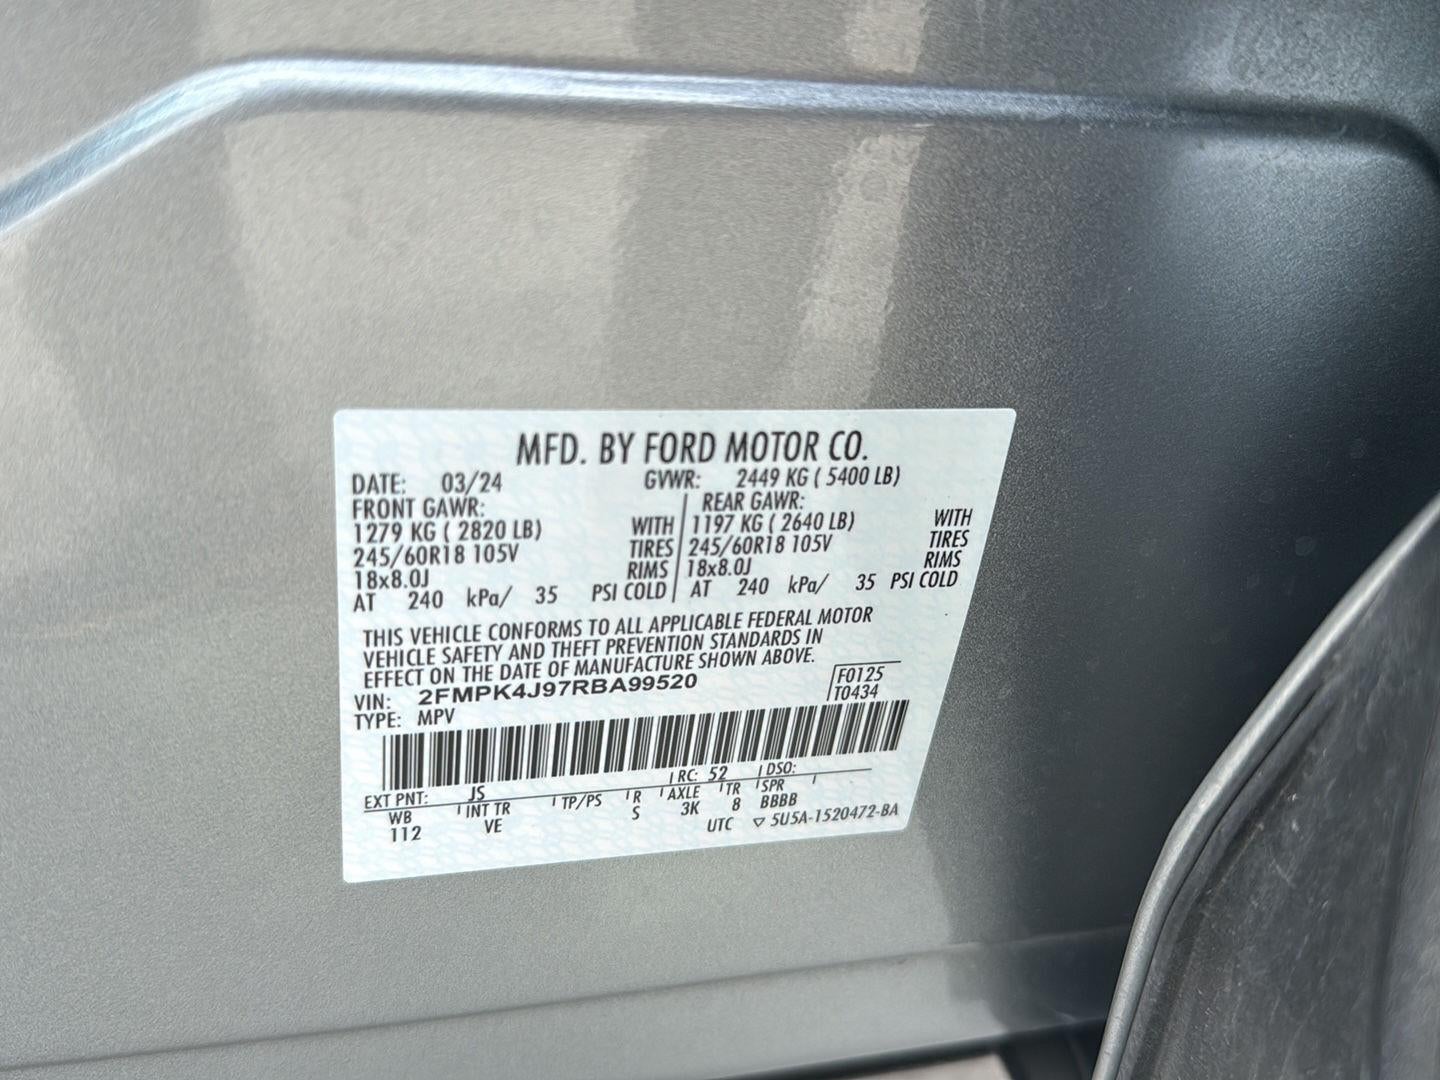 MFD. BY FORD MOTOR CO.
DATE: 03/24 GVWR: 2449 KG ( 5400 LB)
FRONT GAWR: REAR GAWR:
1279 KG ( 2820 LB) WITH 1197 KG ( 2640 LB) WITH
245/60R18 105V TIRES 245/60R18 105V TIRES
18x8.0J RIMS 18x8.0J RIMS
AT 240 kPa/ 35 PSI COLD AT 240 kPa/ 35 PSI COLD
THIS VEHICLE CONFORMS TO ALL APPLICABLE FEDERAL MOTOR
VEHICLE SAFETY AND THEFT PREVENTION STANDARDS IN
EFFECT ON THE DATE OF MANUFACTURE SHOWN ABOVE.
VIN: 2FMPK4J97RBA99520 F0125
TYPE: MPV T0434
EXT PNT: JS RC: 52 DSO:
WB INT TR TP/PS R AXLE TR SPR
112 VE S 3K 8 BBBB
UTC ▽ 5U5A-1520472-BA